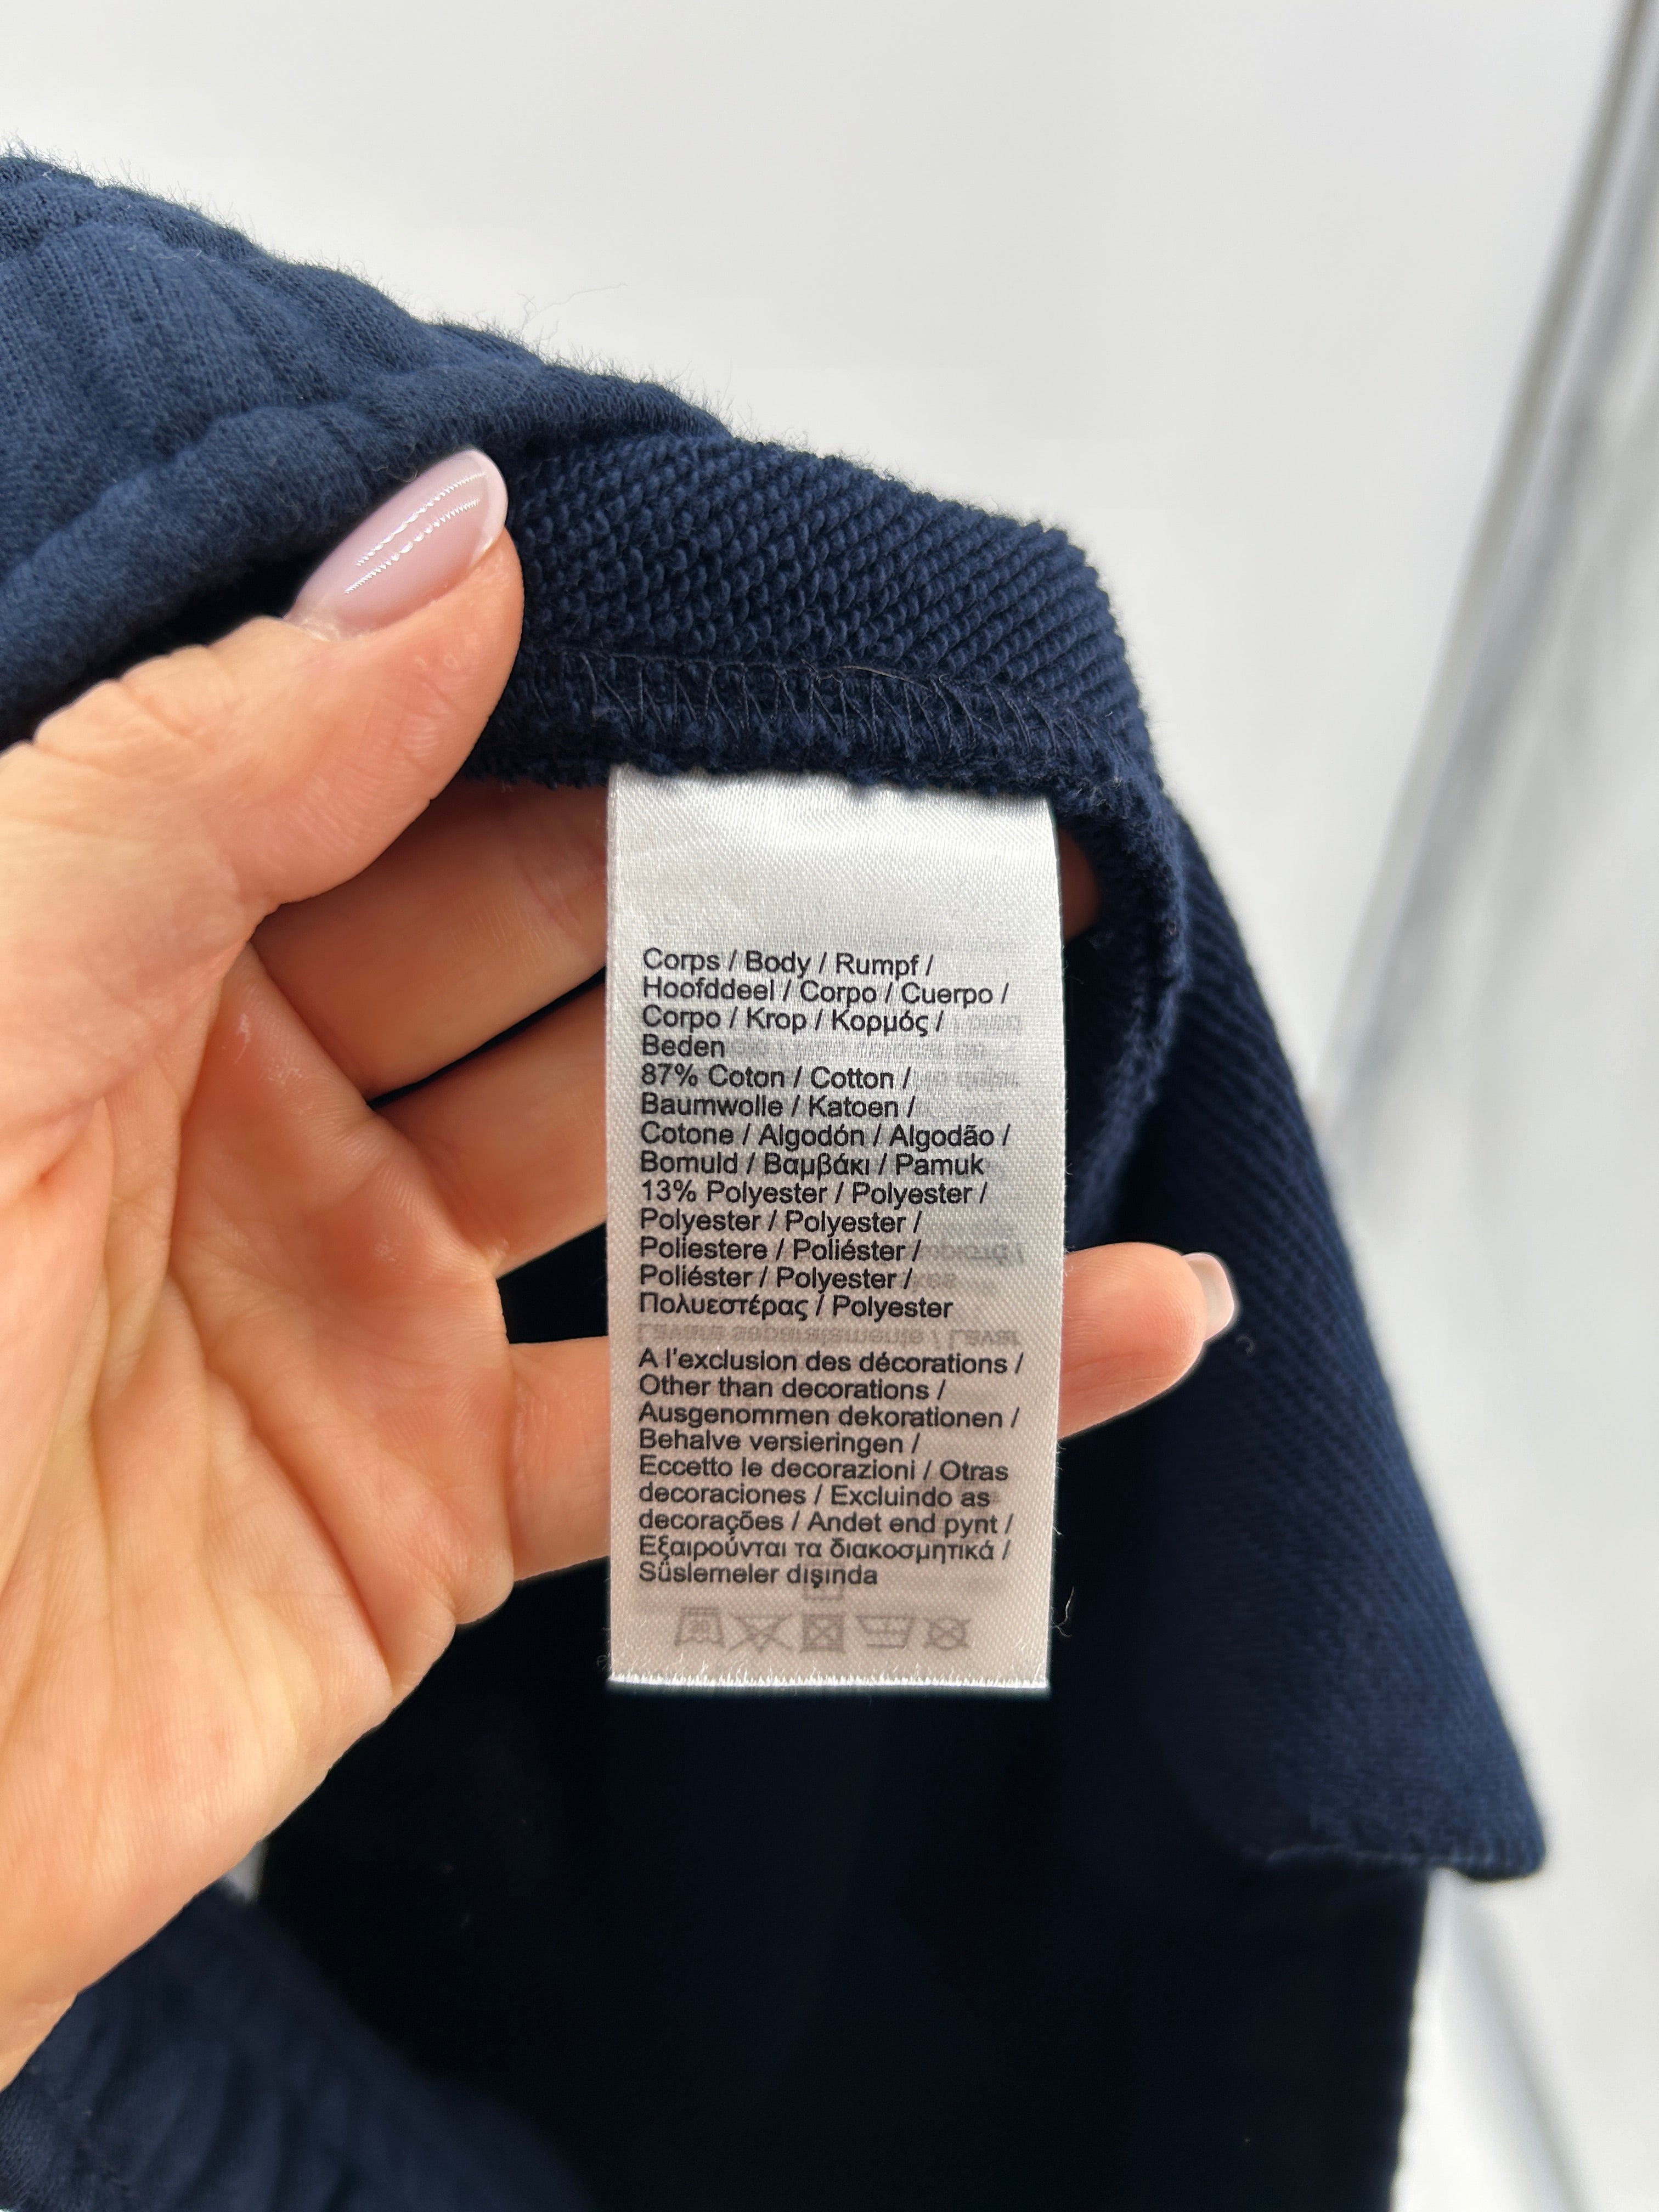 Corps / Body / Rumpf /
Hoofddeel / Corpo / Cuerpo /
Corpo / Krop / Κορμός /
Beden
87% Coton / Cotton /
Baumwolle / Katoen /
Cotone / Algodón / Algodão /
Bomuld / Βαμβάκι / Pamuk
13% Polyester / Polyester /
Polyester / Polyester /
Poliestere / Poliéster /
Poliéster / Polyester /
Πολυεστέρας / Polyester
A l'exclusion des décorations /
Other than decorations /
Ausgenommen dekorationen /
Behalve versieringen /
Eccetto le decorazioni / Otras
decoraciones / Excluindo as
decorações / Andet end pynt /
Εξαιρούνται τα διακοσμητικά /
Süslemeler dışında